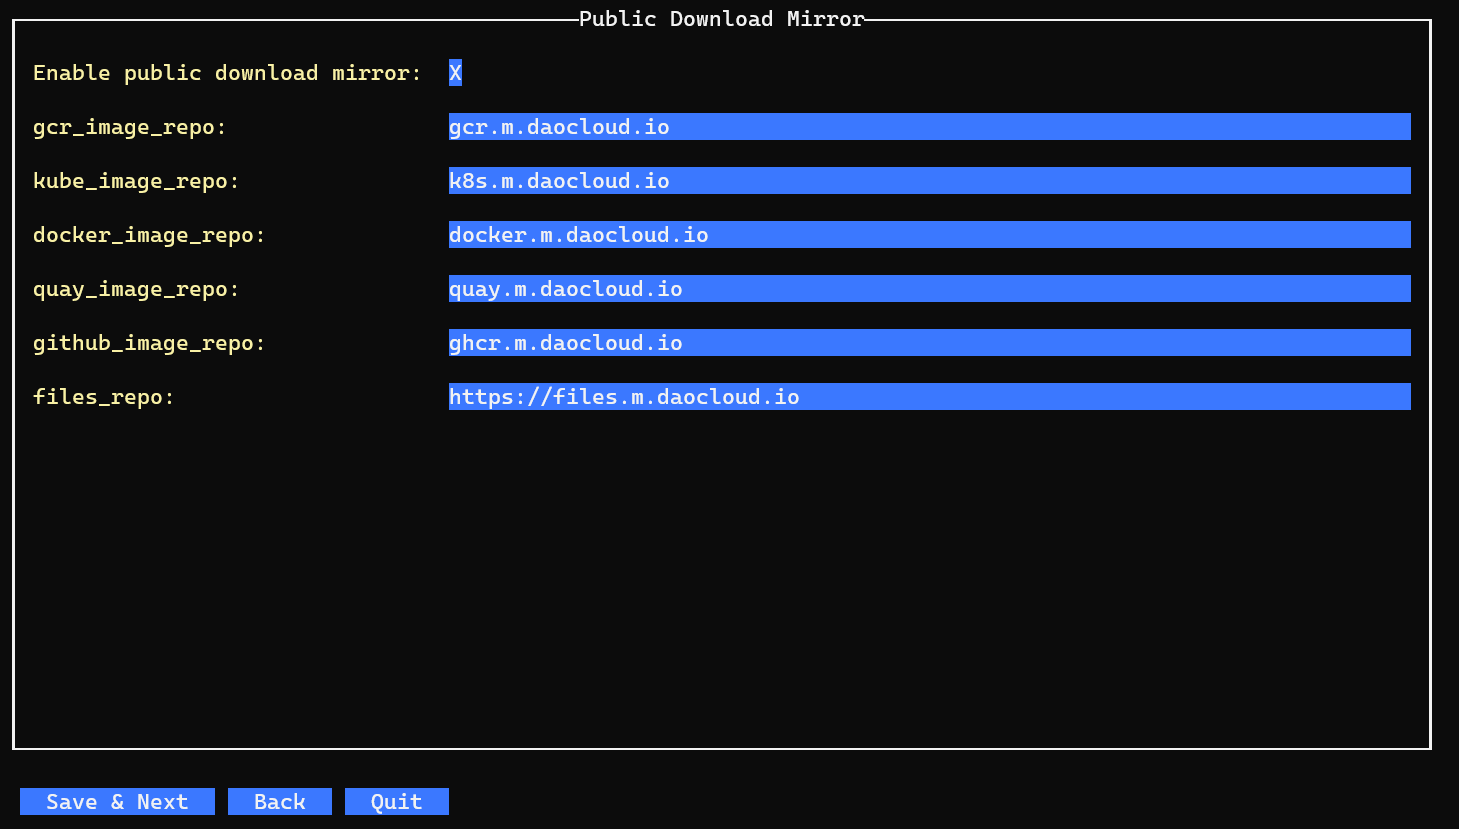 Public Download Mirror
Enable public download mirror: X
gcr_image_repo: gcr.m.daocloud.io
kube_image_repo: k8s.m.daocloud.io
docker_image_repo: docker.m.daocloud.io
quay_image_repo: quay.m.daocloud.io
github_image_repo: ghcr.m.daocloud.io
files_repo: https://files.m.daocloud.io
Save & Next Back Quit